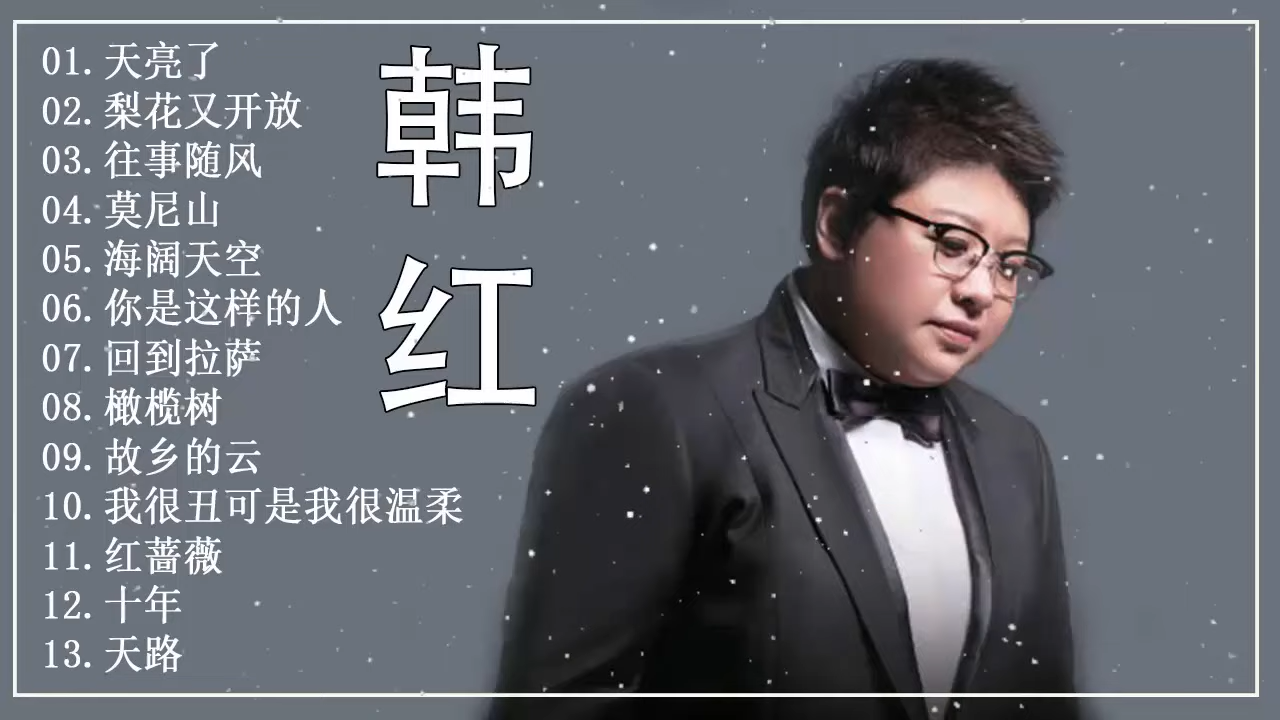 01.天亮了
02.梨花又开放
03.往事随风
04.莫尼山
05.海阔天空
06.你是这样的人
07.回到拉萨
08.橄榄树
09.故乡的云
10.我很丑可是我很温柔
11.红蔷薇
12.十年
13.天路
韩
红